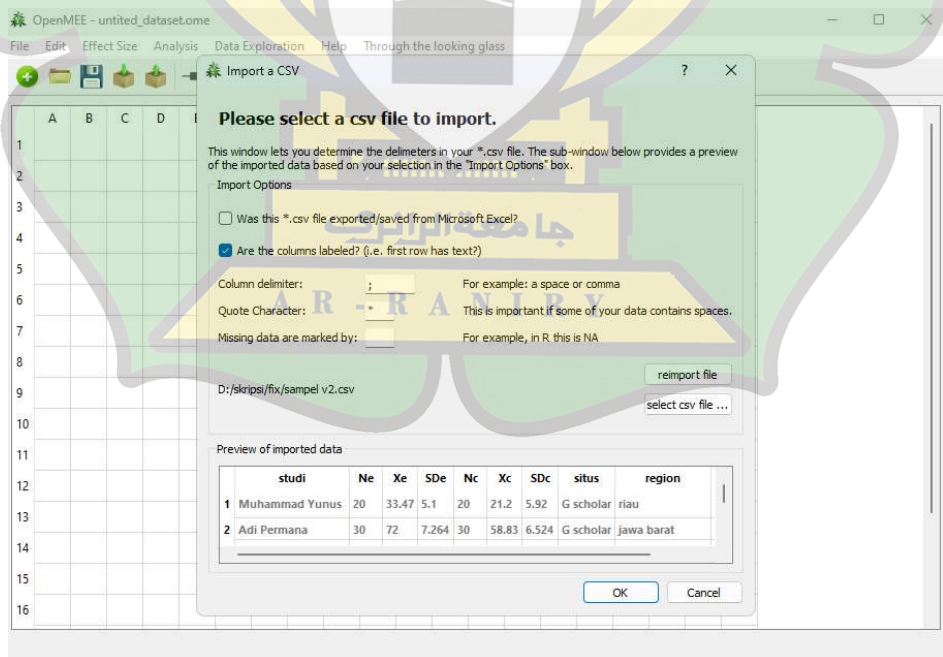 OpenMEE - untited_dataset.ome
File Edit Effect Size Analysis Data Exploration Help Through the looking glass
Import a CSV ? ×
A B C D
Please select a csv file to import.
This window lets you determine the delimeters in your *.csv file. The sub-window below provides a preview
of the imported data based on your selection in the "Import Options" box.
Import Options
Was this *.csv file exported/saved from Microsoft Excel?
جامعة الرانري
Are the columns labeled? (i.e. first row has text?)
Column delimiter: ; For example: a space or comma
AR-RANIRY
Quote Character: " This is important if some of your data contains spaces.
Missing data are marked by: For example, in R this is NA
reimport file
D:/skripsi/fix/sampel v2.csv
select csv file ...
Preview of imported data
studi Ne Xe SDe Nc Xc SDc situs region
1 Muhammad Yunus 20 33.47 5.1 20 21.2 5.92 G scholar riau
2 Adi Permana 30 72 7.264 30 58.83 6.524 G scholar jawa barat
OK Cancel
1
2
3
4
5
6
7
8
9
10
11
12
13
14
15
16